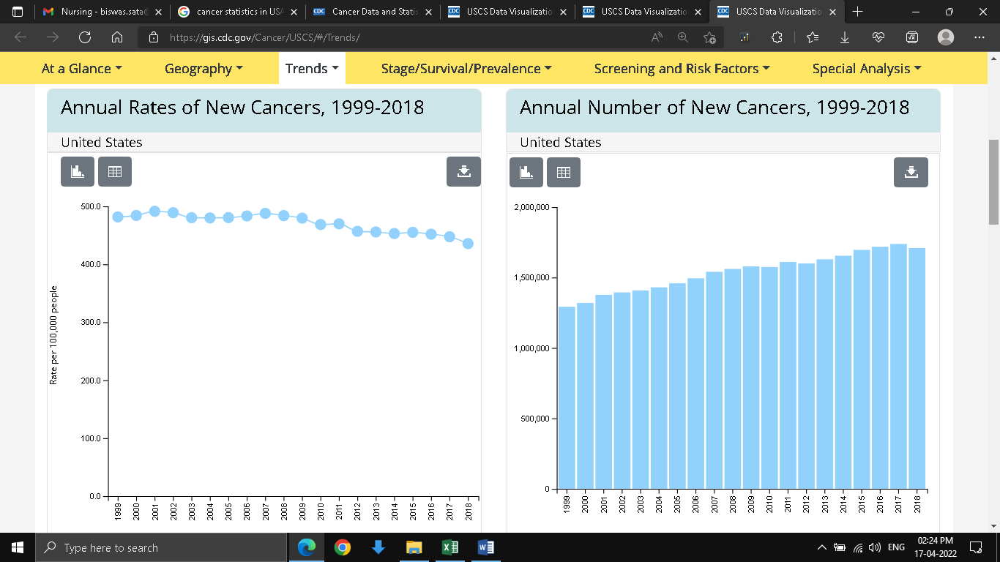 Nursing - biswas.sata
cancer statistics in USA
CDC Cancer Data and Statis
CDC USCS Data Visualizatio
CDC USCS Data Visualizatio
CDC USCS Data Visualizatio
https://gis.cdc.gov/Cancer/USCS/#/Trends/
At a Glance Geography Trends Stage/Survival/Prevalence Screening and Risk Factors Special Analysis
Annual Rates of New Cancers, 1999-2018
United States
500.0
400.0
300.0
200.0
100.0
0.0
Rate per 100,000 people
1999 2000 2001 2002 2003 2004 2005 2006 2007 2008 2009 2010 2011 2012 2013 2014 2015 2016 2017 2018
Annual Number of New Cancers, 1999-2018
United States
2,000,000
1,500,000
1,000,000
500,000
0
1999 2000 2001 2002 2003 2004 2005 2006 2007 2008 2009 2010 2011 2012 2013 2014 2015 2016 2017 2018
Type here to search
ENG
02:24 PM
17-04-2022